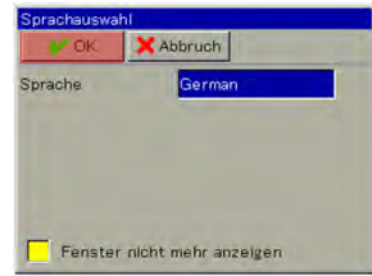 Sprachauswahl
OK Abbruch
Sprache German
Fenster nicht mehr anzeigen